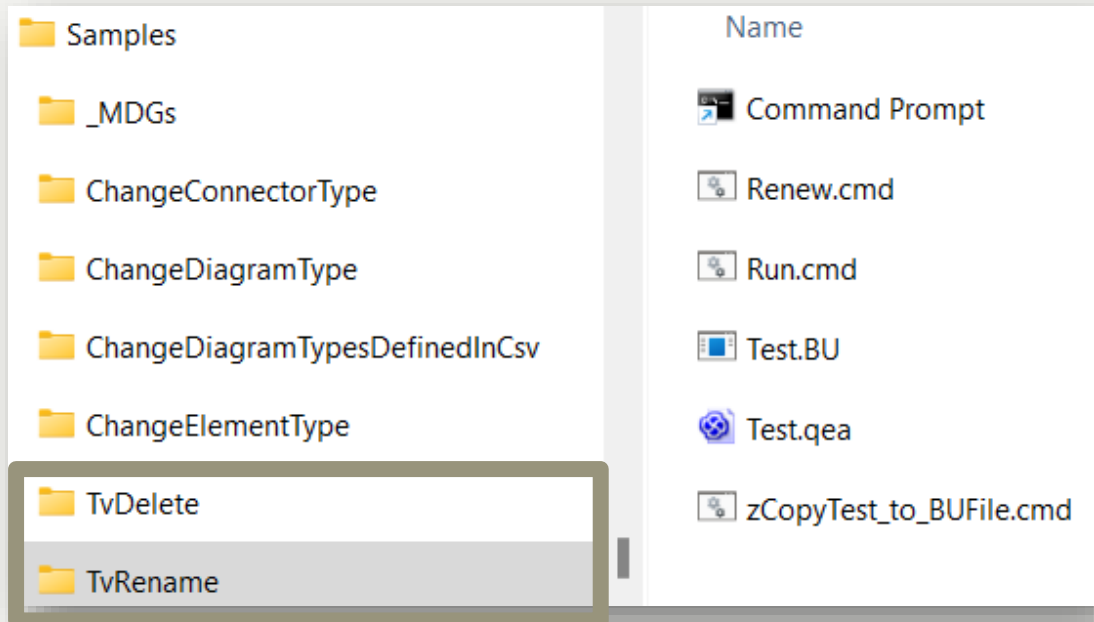 Samples
_MDGs
ChangeConnectorType
ChangeDiagramType
ChangeDiagramTypesDefinedInCsv
ChangeElementType
TvDelete
TvRename
Name
Command Prompt
Renew.cmd
Run.cmd
Test.BU
Test.qea
zCopyTest_to_BUFile.cmd